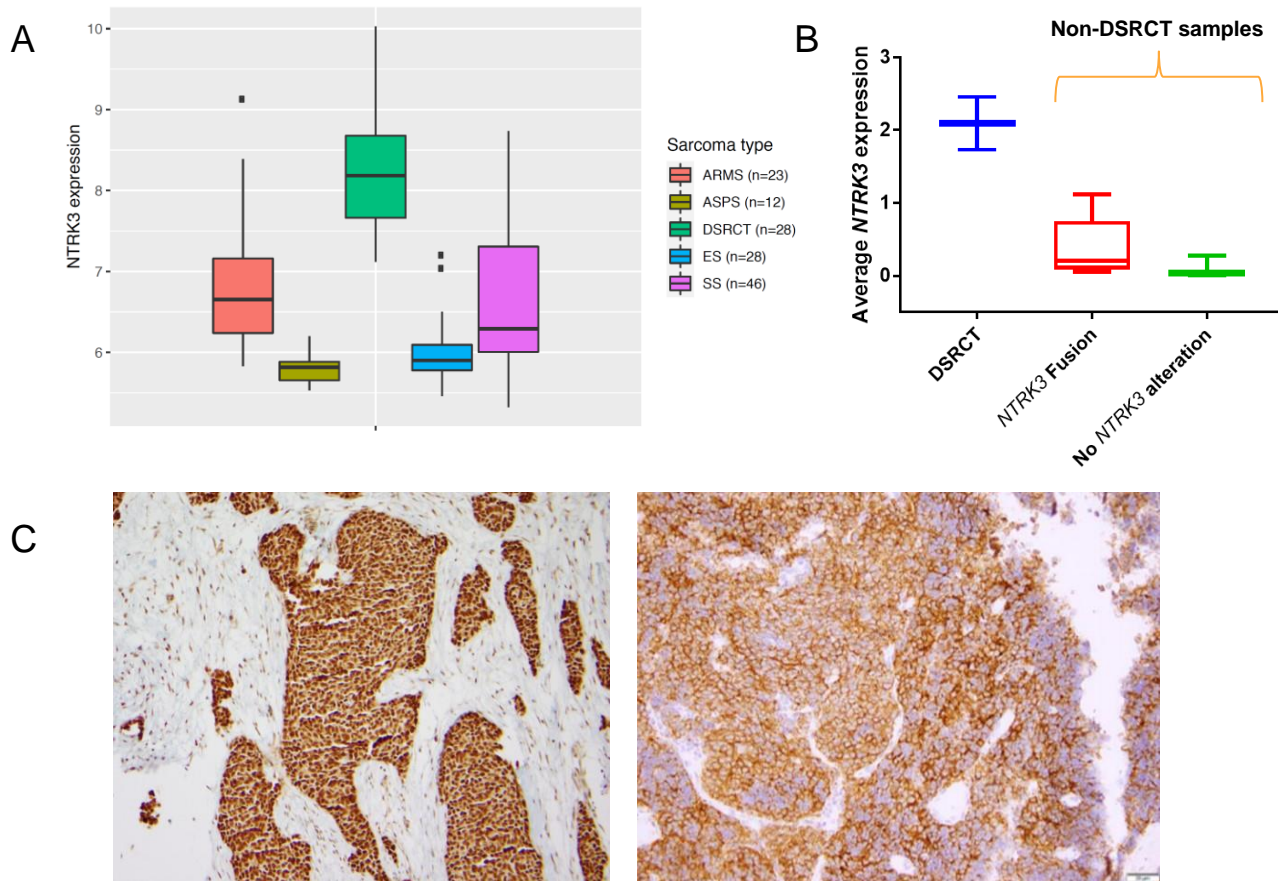 A
10
9
8
7
6
NTRK3 expression
Sarcoma type
ARMS (n=23)
ASPS (n=12)
DSRCT (n=28)
ES (n=28)
SS (n=46)
B
Non-DSRCT samples
3
2
1
0
Average NTRK3 expression
DSRCT
NTRK3 Fusion
No NTRK3 alteration
C